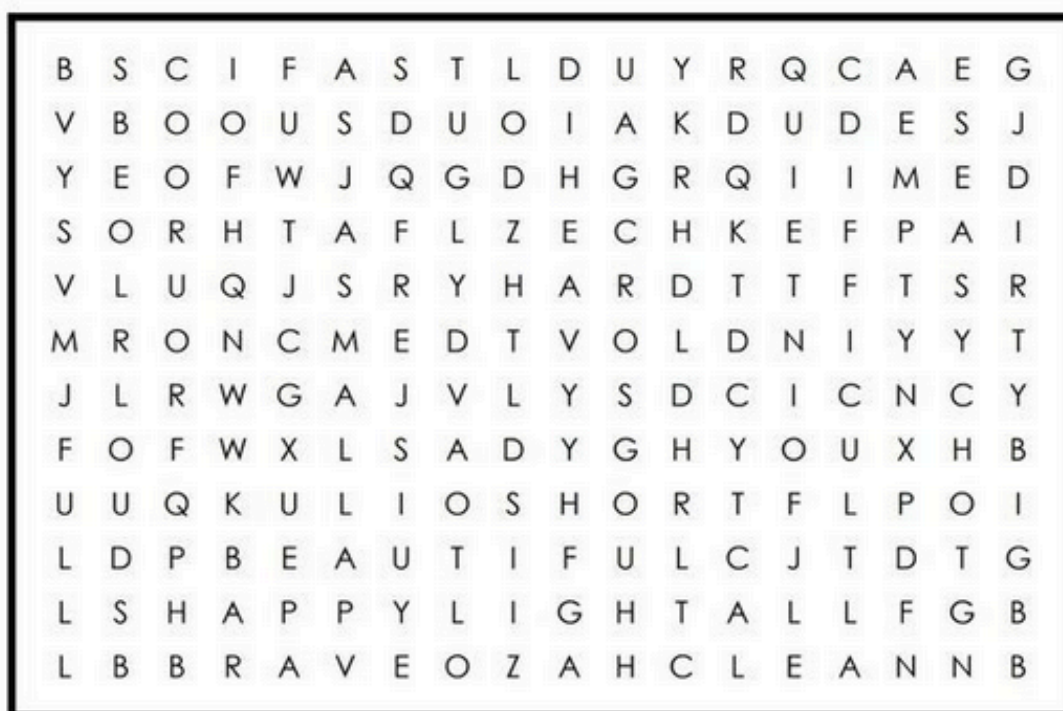 B S C I F A S T L D U Y R Q C A E G
V B O O U S D U O I A K D U D E S J
Y E O F W J Q G D H G R Q I I M E D
S O R H T A F L Z E C H K E F P A I
V L U Q J S R Y H A R D T T F T S R
M R O N C M E D T V O L D N I Y Y T
J L R W G A J V L Y S D C I C N C Y
F O F W X L S A D Y G H Y O U X H B
U U Q K U L I O S H O R T F L P O I
L D P B E A U T I F U L C J T D T G
L S H A P P Y L I G H T A L L F G B
L B B R A V E O Z A H C L E A N N B